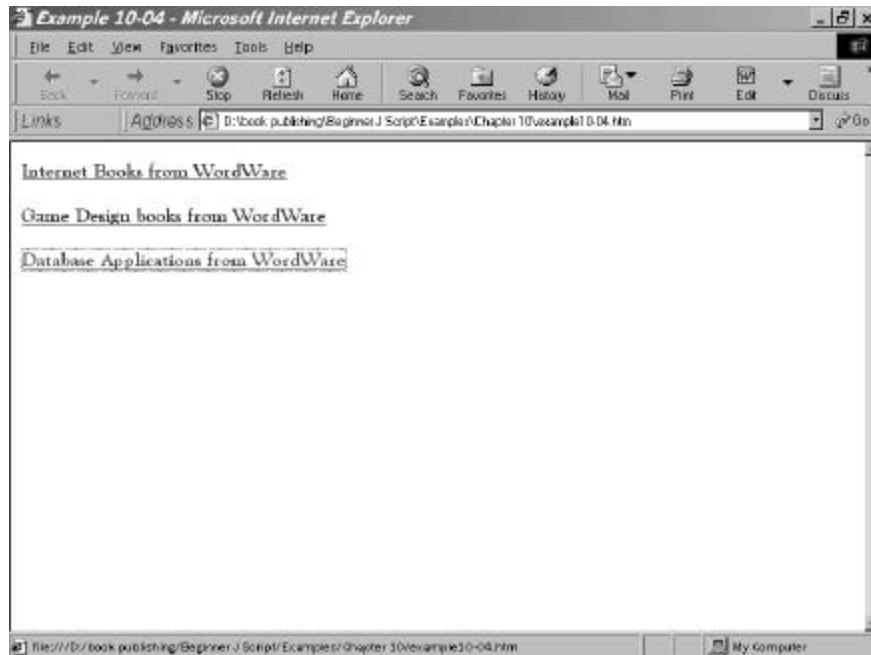 Example 10-04 - Microsoft Internet Explorer
File Edit View Favorites Tools Help
Back Forward Stop Refresh Home Search Favorites History Mail Print Edit Discuss
Links Address D:\book publishing\Beginner J Script\Examples\Chapter 10\example10-04.htm Go
Internet Books from WordWare
Game Design books from WordWare
Database Applications from WordWare
file:///D:/book publishing/Beginner J Script/Examples/Chapter 10/example10-04.htm My Computer